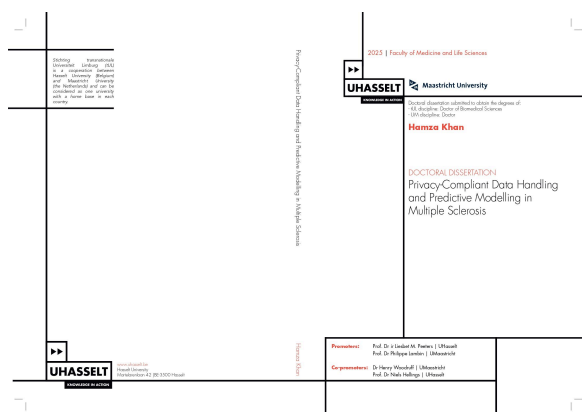 Stichting transnationale
Universiteit Limburg (tUL)
is a cooperation between
Hasselt University (Belgium)
and Maastricht University
(the Netherlands) and can be
considered as one university
with a home base in each
country.
UHASSELT
KNOWLEDGE IN ACTION
www.uhasselt.be
Hasselt University
Martelarenlaan 42 | BE-3500 Hasselt
Privacy-Compliant Data Handling and Predictive Modelling in Multiple Sclerosis
Hamza Khan
2025 | Faculty of Medicine and Life Sciences
UHASSELT
KNOWLEDGE IN ACTION
Maastricht University
Doctoral dissertation submitted to obtain the degrees of:
- tUL discipline: Doctor of Biomedical Sciences
- UM discipline: Doctor
Hamza Khan
DOCTORAL DISSERTATION
Privacy-Compliant Data Handling
and Predictive Modelling in
Multiple Sclerosis
Promoters: Prof. Dr ir Liesbet M. Peeters | UHasselt
Prof. Dr Philippe Lambin | UMaastricht
Co-promoters: Dr Henry Woodruff | UMaastricht
Prof. Dr Niels Hellings | UHasselt